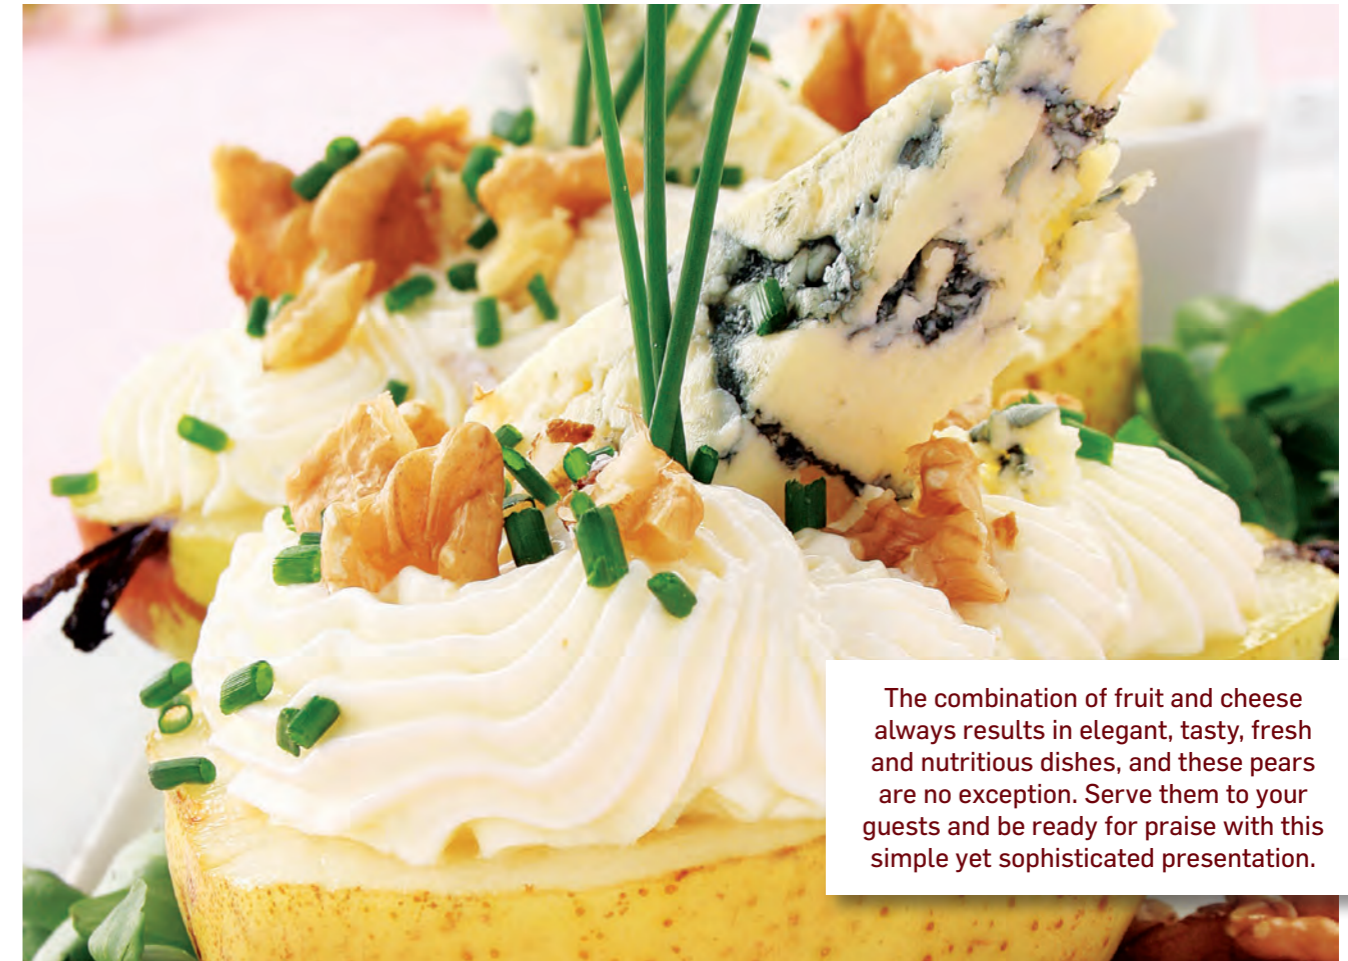 The combination of fruit and cheese
always results in elegant, tasty, fresh
and nutritious dishes, and these pears
are no exception. Serve them to your
guests and be ready for praise with this
simple yet sophisticated presentation.